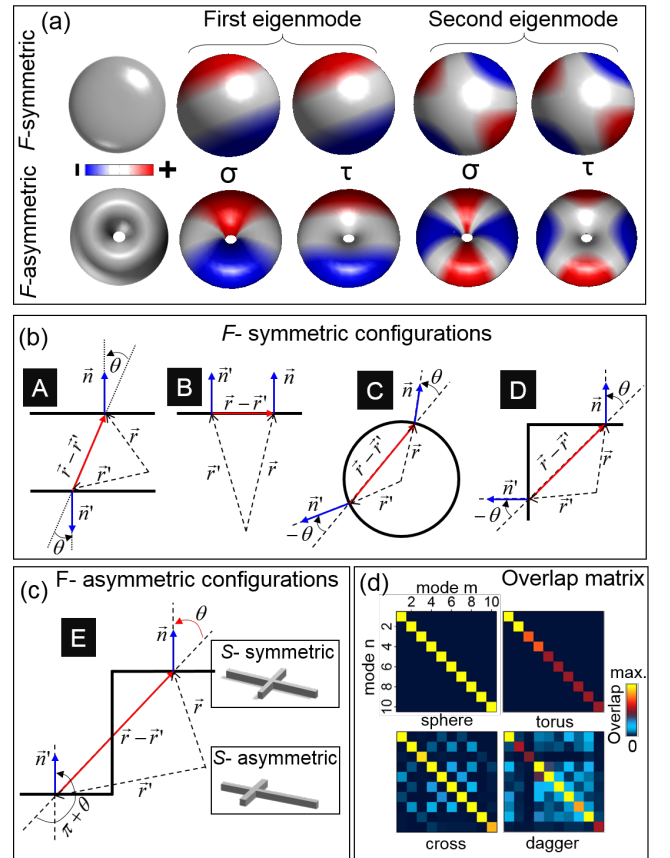 (a)
First eigenmode
Second eigenmode
F-symmetric
- +
σ τ σ τ
F-asymmetric
(b)
F- symmetric configurations
A B C D
θ n⃗ r⃗-r⃗' r⃗ r⃗' n⃗' θ
n⃗' n⃗ r⃗-r⃗' r⃗' r⃗
n⃗ θ r⃗-r⃗' r⃗ n⃗' r⃗' -θ
n⃗ θ r⃗-r⃗' r⃗ n⃗' -θ r⃗'
(c) F- asymmetric configurations
E
θ
n⃗
r⃗
r⃗-r⃗'
n⃗'
r⃗'
π+θ
S- symmetric
S- asymmetric
(d) Overlap matrix
mode m
2 4 6 8 10
mode n
2
4
6
8
10
sphere torus
max.
Overlap
0
cross dagger